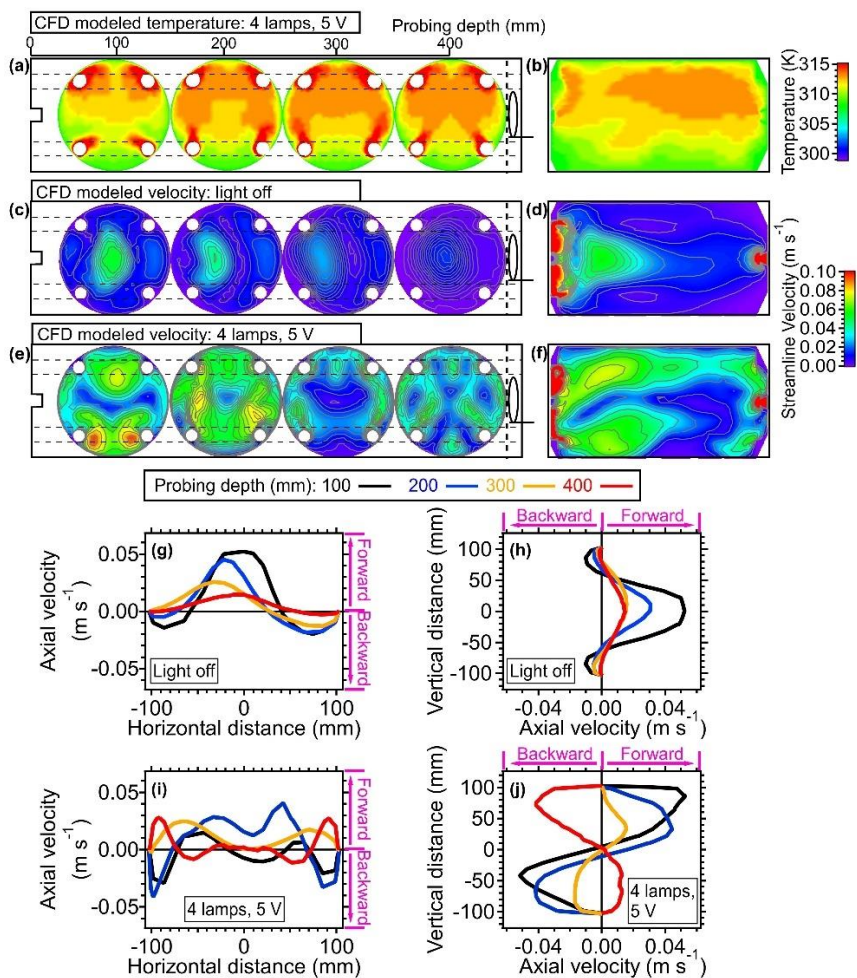 CFD modeled temperature: 4 lamps, 5 V
Probing depth (mm)
0 100 200 300 400
(a)
(b)
Temperature (K)
315
310
305
300
CFD modeled velocity: light off
(c)
(d)
CFD modeled velocity: 4 lamps, 5 V
(e)
(f)
Streamline Velocity (m s-1)
0.10
0.08
0.06
0.04
0.02
0.00
Probing depth (mm): 100 200 300 400
(g)
Axial velocity
(m s-1)
0.05
0.00
-0.05
Forward
Backward
Light off
-100 -50 0 50 100
Horizontal distance (mm)
Backward Forward
(h)
Vertical distance (mm)
100
50
0
-50
-100
Light off
-0.04 0.00 0.04
Axial velocity (m s-1)
(i)
Axial velocity
(m s-1)
0.05
0.00
-0.05
Forward
Backward
4 lamps, 5 V
-100 -50 0 50 100
Horizontal distance (mm)
Backward Forward
(j)
Vertical distance (mm)
100
50
0
-50
-100
4 lamps,
5 V
-0.04 0.00 0.04
Axial velocity (m s-1)